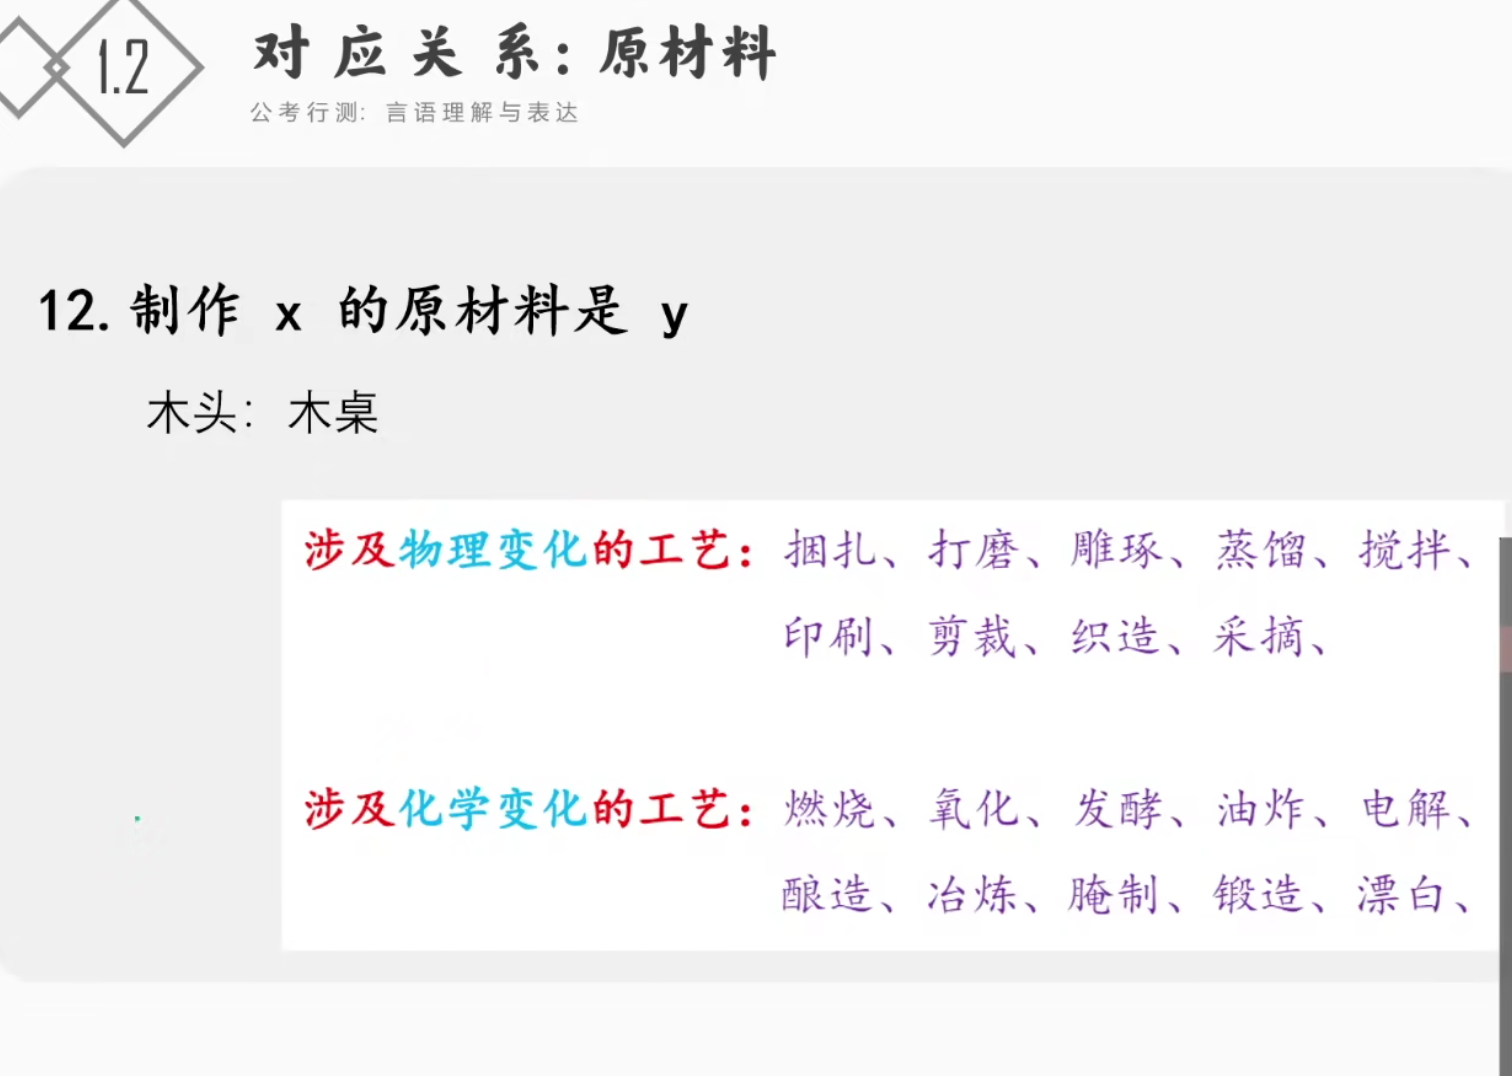 1.2
对应关系：原材料
公考行测：言语理解与表达
12.制作 x 的原材料是 y
木头：木桌
涉及物理变化的工艺：捆扎、打磨、雕琢、蒸馏、搅拌、
印刷、剪裁、织造、采摘、
涉及化学变化的工艺：燃烧、氧化、发酵、油炸、电解、
酿造、冶炼、腌制、锻造、漂白、